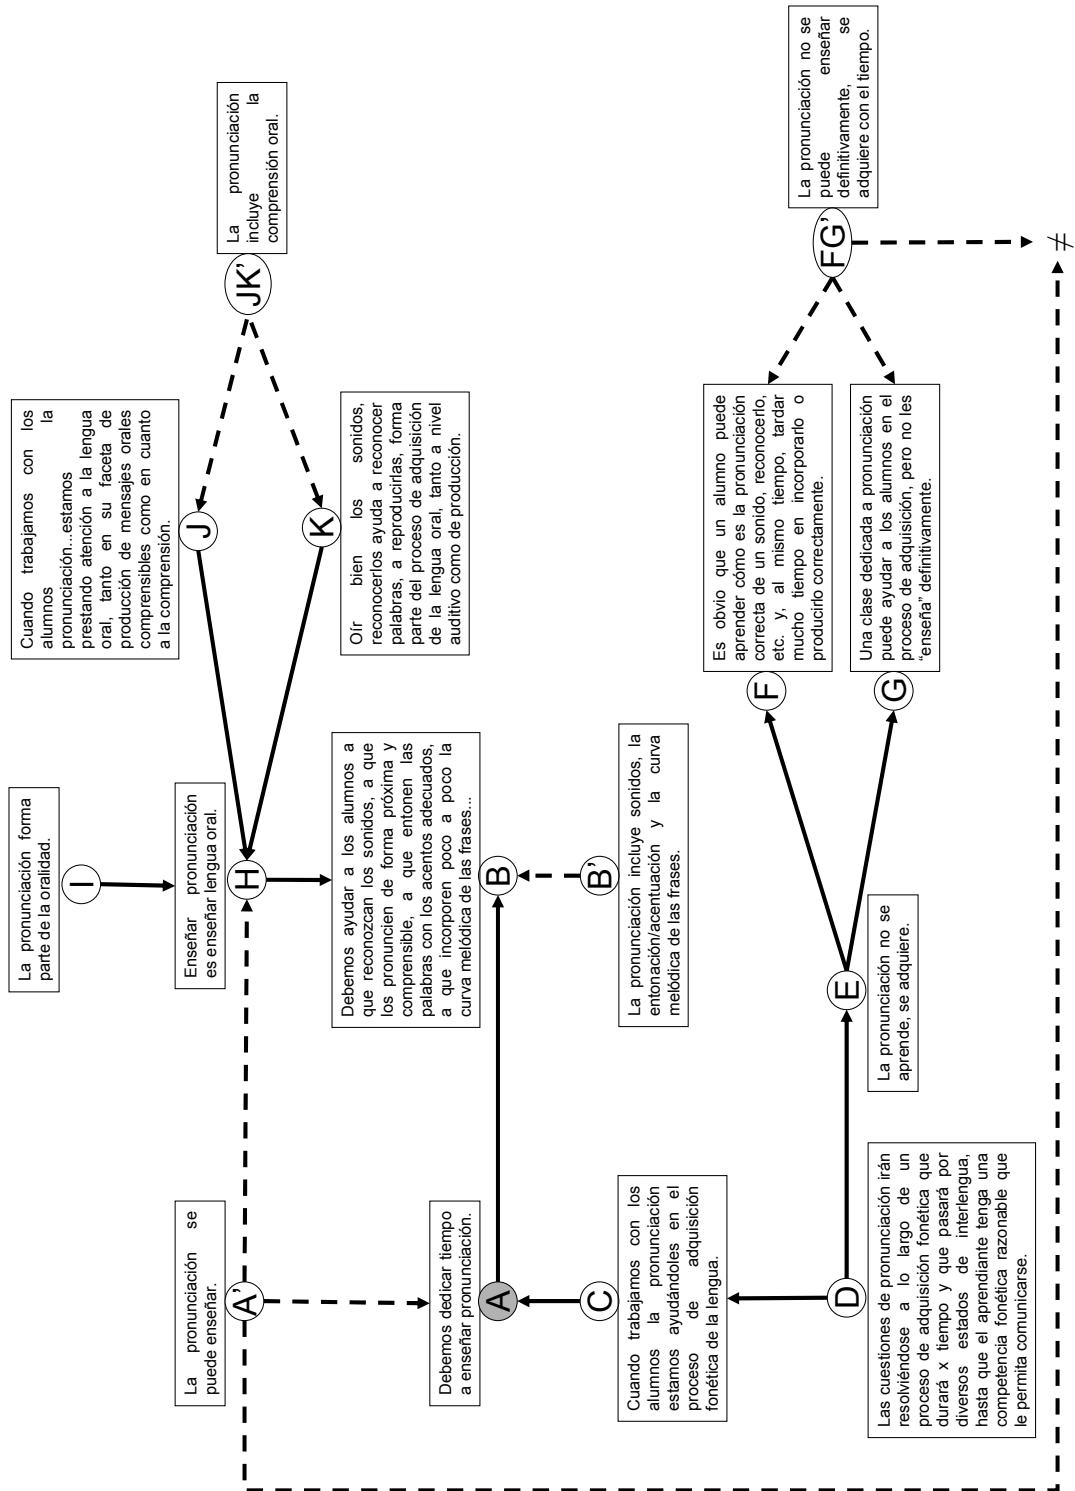 La pronunciación se
puede enseñar.
A'
Debemos dedicar tiempo
a enseñar pronunciación.
A
Cuando trabajamos con los
alumnos la pronunciación
estamos ayudándoles en el
proceso de adquisición
fonética de la lengua.
C
Las cuestiones de pronunciación irán
resolviéndose a lo largo de un
proceso de adquisición fonética que
durará x tiempo y que pasará por
diversos estados de interlengua,
hasta que el aprendiante tenga una
competencia fonética razonable que
le permita comunicarse.
D
La pronunciación forma
parte de la oralidad.
I
Enseñar pronunciación
es enseñar lengua oral.
H
Debemos ayudar a los alumnos a
que reconozcan los sonidos, a que
los pronuncien de forma próxima y
comprensible, a que entonen las
palabras con los acentos adecuados,
a que incorporen poco a poco la
curva melódica de las frases...
B
B'
La pronunciación incluye sonidos, la
entonación/acentuación y la curva
melódica de las frases.
E
La pronunciación no se
aprende, se adquiere.
Cuando trabajamos con los
alumnos la
pronunciación...estamos
prestando atención a la lengua
oral, tanto en su faceta de
producción de mensajes orales
comprensibles como en cuanto
a la comprensión.
J
K
Oír bien los sonidos,
reconocerlos ayuda a reconocer
palabras, a reproducirlas, forma
parte del proceso de adquisición
de la lengua oral, tanto a nivel
auditivo como de producción.
Es obvio que un alumno puede
aprender cómo es la pronunciación
correcta de un sonido, reconocerlo,
etc. y, al mismo tiempo, tardar
mucho tiempo en incorporarlo o
producirlo correctamente.
F
Una clase dedicada a pronunciación
puede ayudar a los alumnos en el
proceso de adquisición, pero no les
“enseña” definitivamente.
G
La pronunciación
incluye la
comprensión oral.
JK'
La pronunciación no se
puede enseñar
definitivamente, se
adquiere con el tiempo.
FG'
≠